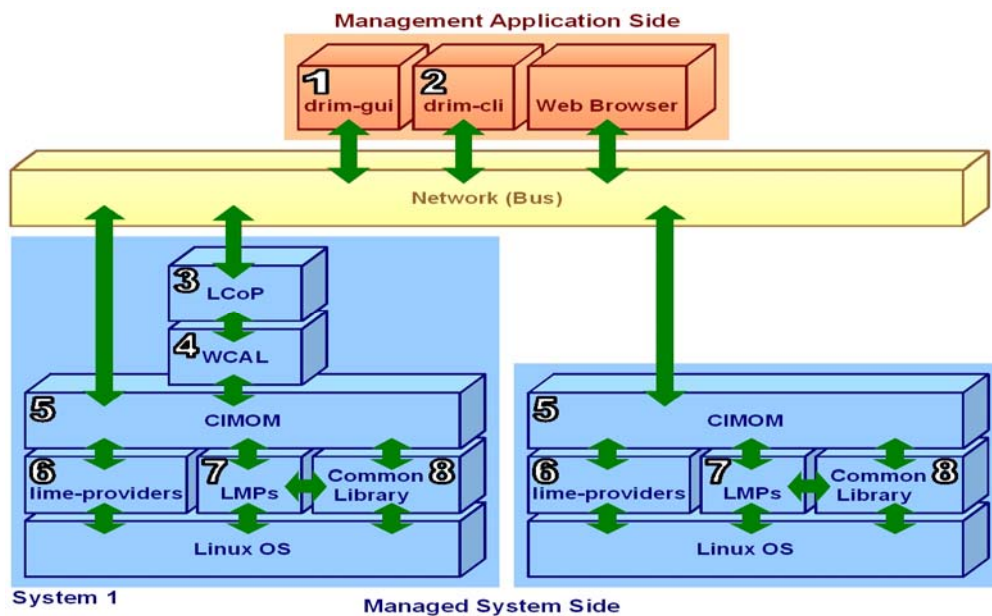 Management Application Side
1
drim-gui
2
drim-cli
Web Browser
Network (Bus)
3
LCoP
4
WCAL
5
CIMOM
6
lime-providers
7
LMPs
8
Common
Library
Linux OS
System 1
5
CIMOM
6
lime-providers
7
LMPs
8
Common
Library
Linux OS
Managed System Side